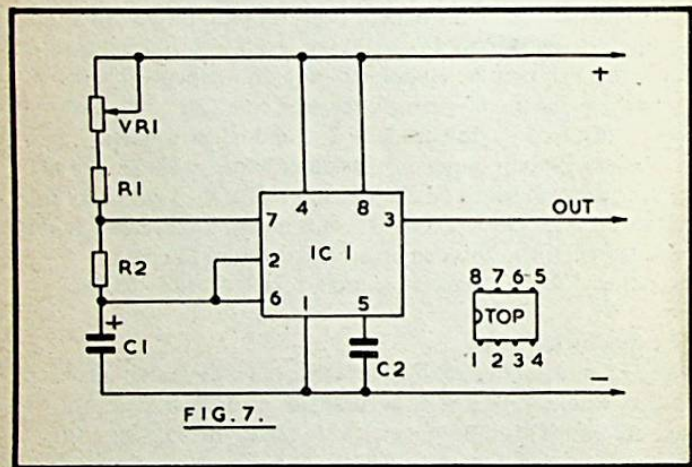 +
VR1
R1
4 8
7 3 OUT
IC 1
2
R2
6
1 5
+
C1
C2
8 7 6 5
TOP
1 2 3 4
−
FIG. 7.